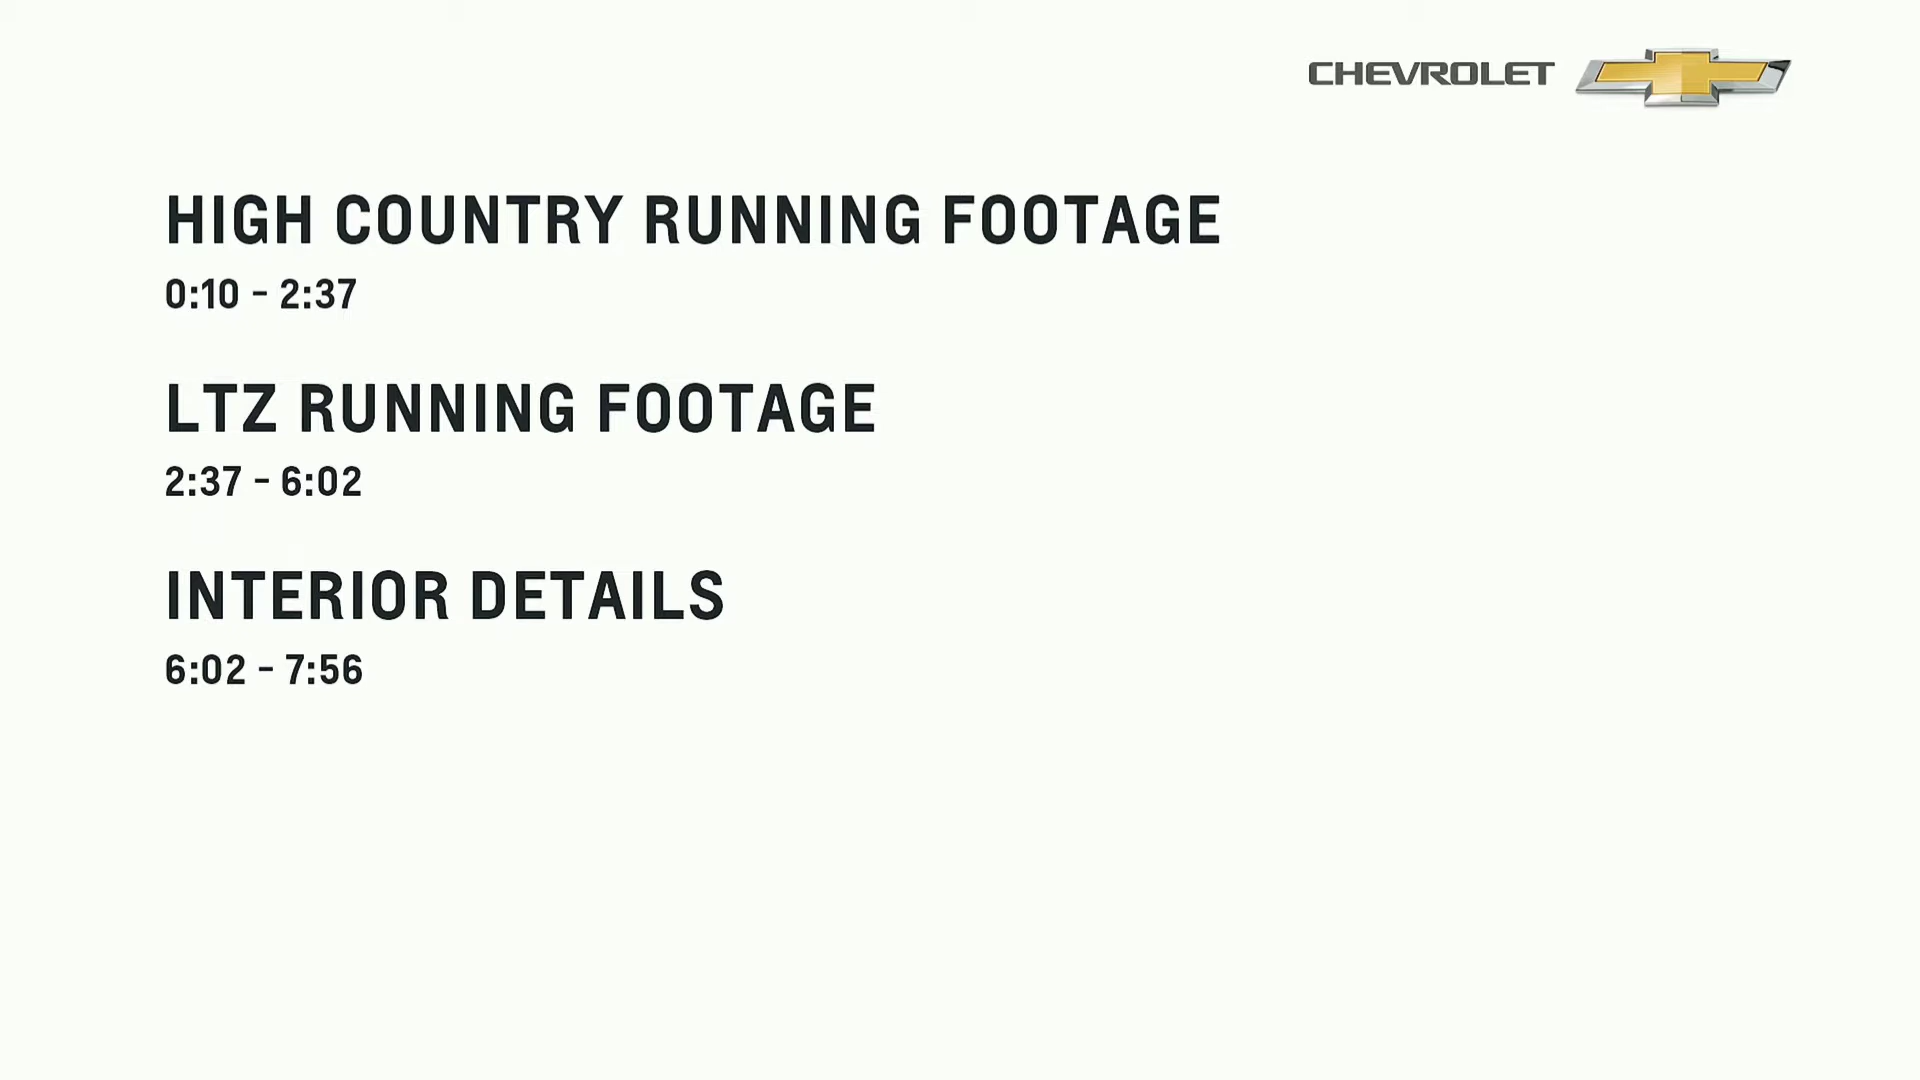 CHEVROLET
HIGH COUNTRY RUNNING FOOTAGE
0:10 - 2:37
LTZ RUNNING FOOTAGE
2:37 - 6:02
INTERIOR DETAILS
6:02 - 7:56